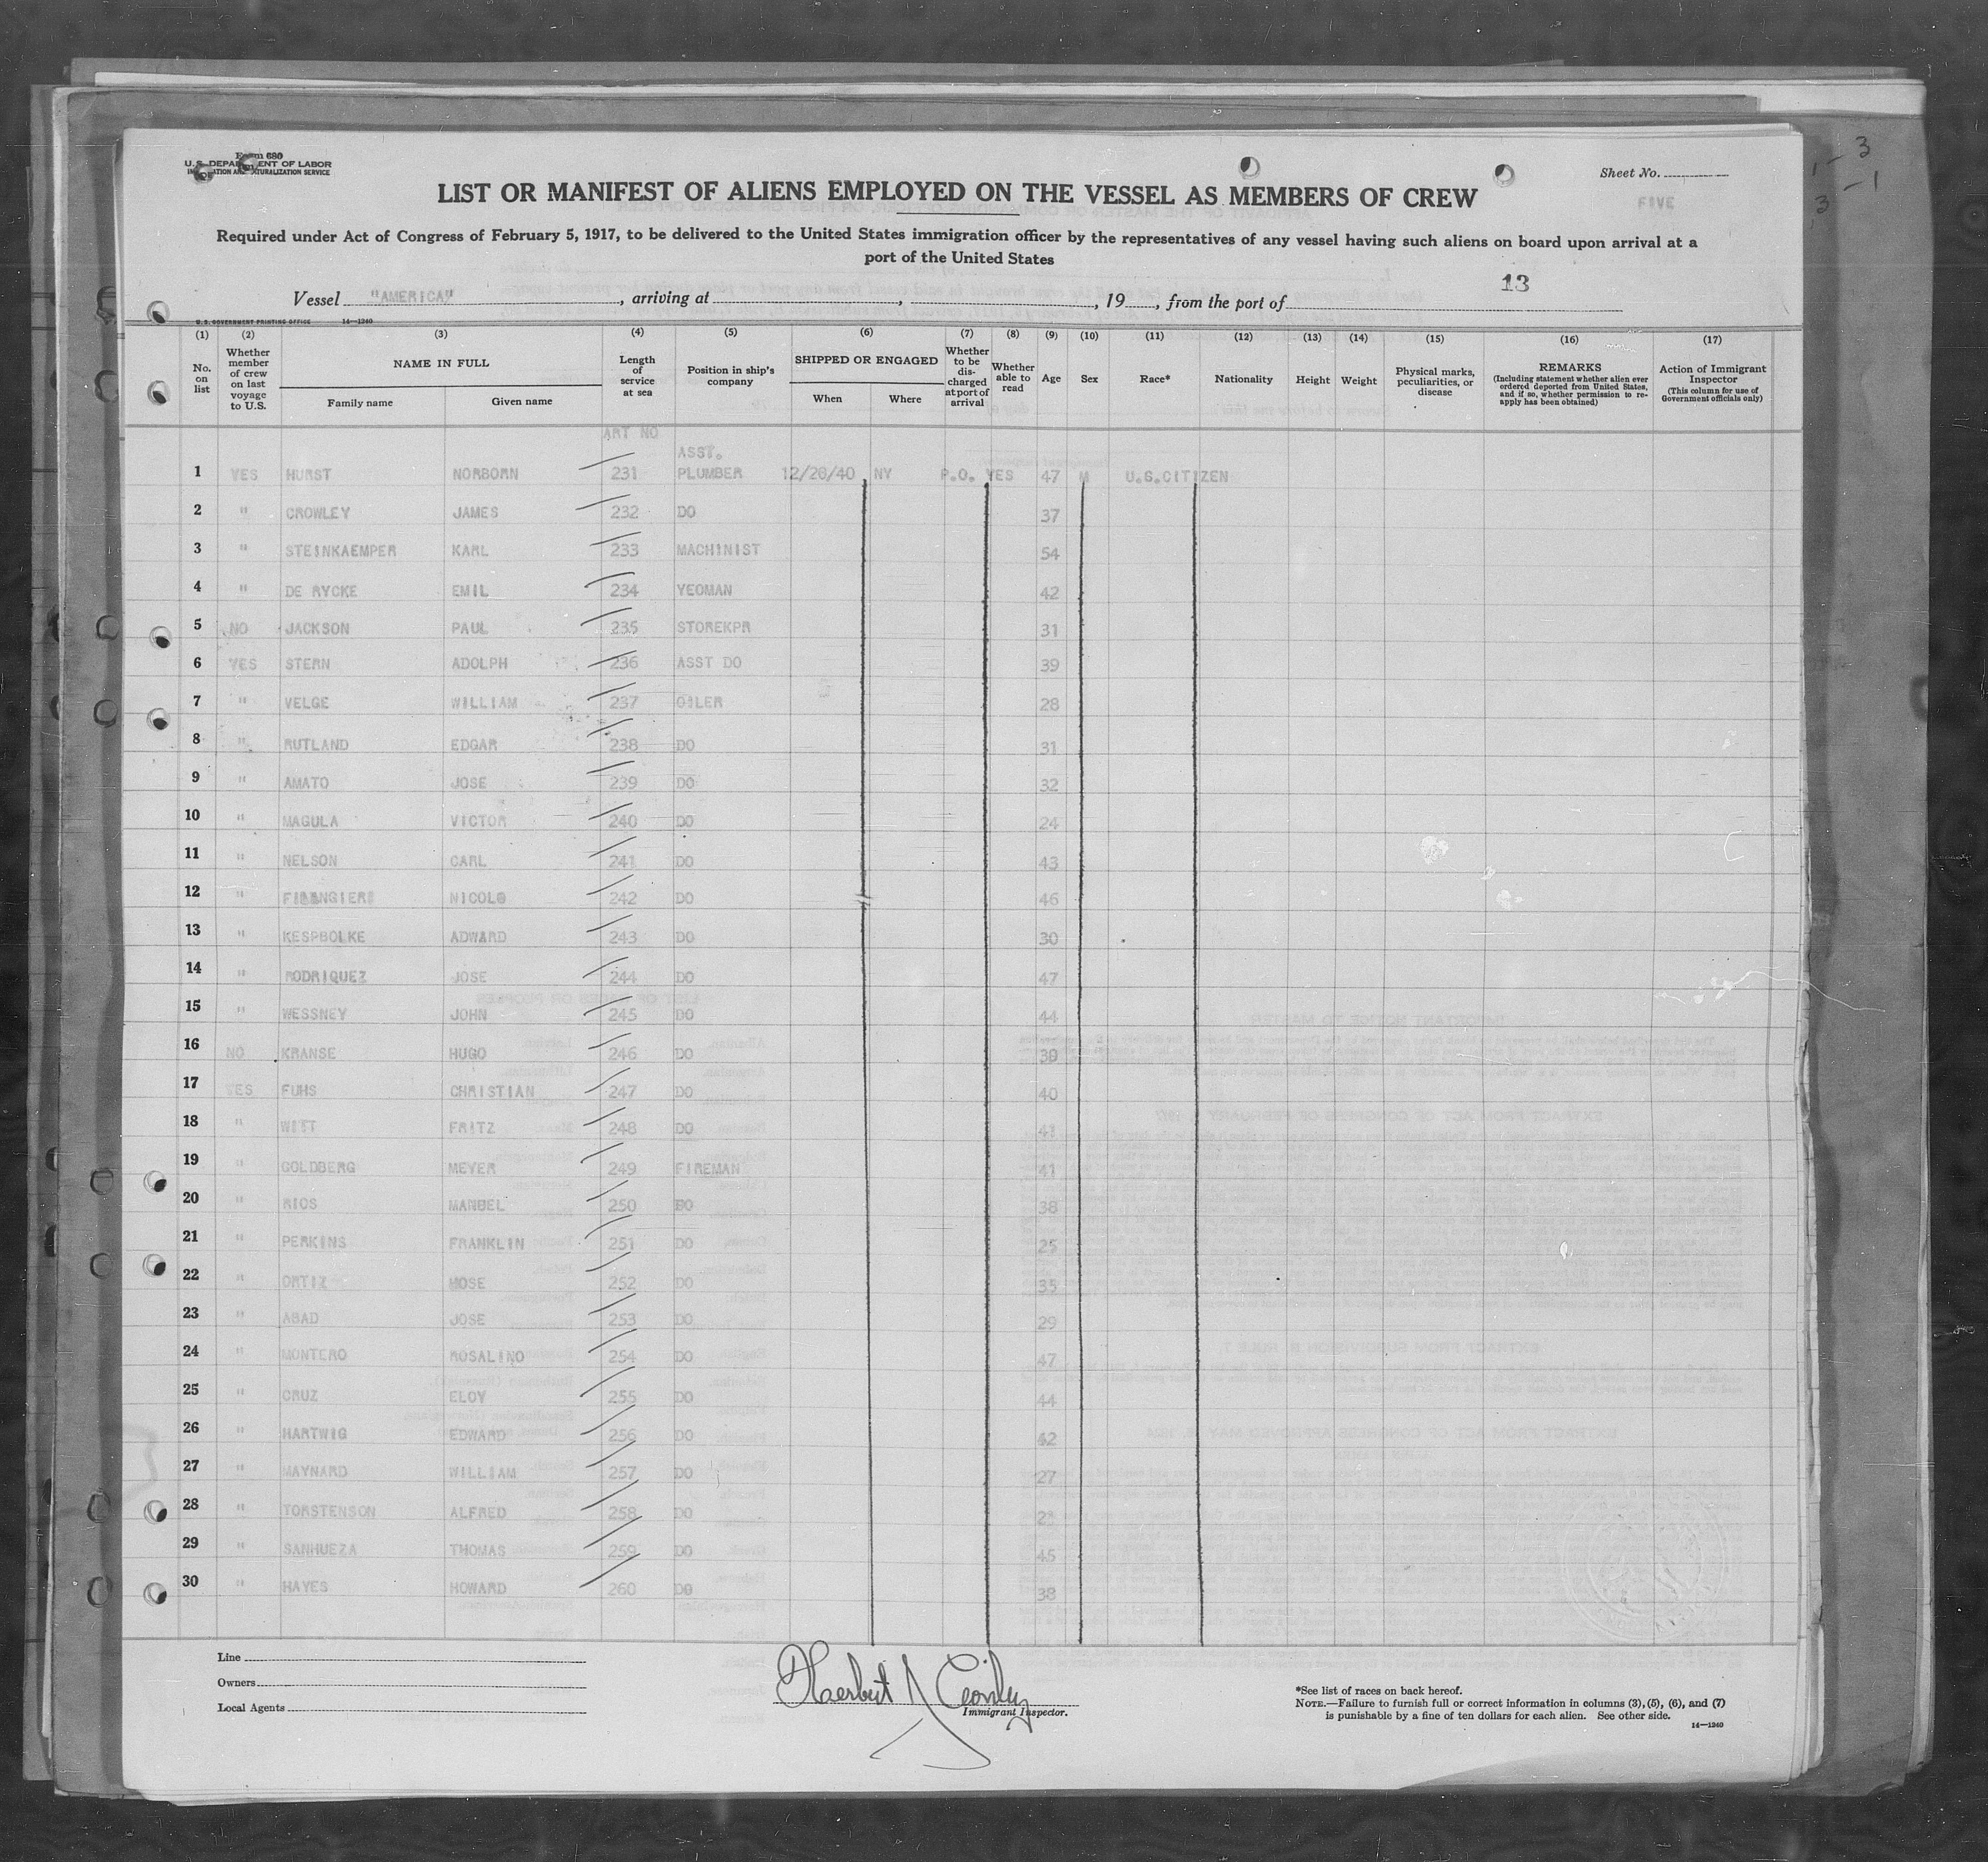 Form 680
U.S. DEPARTMENT OF LABOR
IMMIGRATION AND NATURALIZATION SERVICE
Sheet No.
FIVE
1-3
3-1
LIST OR MANIFEST OF ALIENS EMPLOYED ON THE VESSEL AS MEMBERS OF CREW
Required under Act of Congress of February 5, 1917, to be delivered to the United States immigration officer by the representatives of any vessel having such aliens on board upon arrival at a
port of the United States
13
Vessel "AMERICA", arriving at , , 19 , from the port of
U. S. GOVERNMENT PRINTING OFFICE 14—1240
(1) No. on list
(2) Whether member of crew on last voyage to U.S.
(3) NAME IN FULL Family name Given name
(4) Length of service at sea
(5) Position in ship's company
(6) SHIPPED OR ENGAGED When Where
(7) Whether to be discharged at port of arrival
(8) Whether able to read
(9) Age
(10) Sex
(11) Race*
(12) Nationality
(13) Height
(14) Weight
(15) Physical marks, peculiarities, or disease
(16) REMARKS (Including statement whether alien ever ordered deported from United States, and if so, whether permission to reapply has been obtained)
(17) Action of Immigrant Inspector (This column for use of Government officials only)
ART NO
1 YES HURST NORBORN 231 ASST. PLUMBER 12/26/40 NY P.O. YES 47 M U.S.CITIZEN
2 " CROWLEY JAMES 232 DO 37
3 " STEINKAEMPER KARL 233 MACHINIST 54
4 " DE RYCKE EMIL 234 YEOMAN 42
5 NO JACKSON PAUL 235 STOREKPR 31
6 YES STERN ADOLPH 236 ASST DO 39
7 " VELGE WILLIAM 237 OILER 28
8 " RUTLAND EDGAR 238 DO 31
9 " AMATO JOSE 239 DO 32
10 " MAGULA VICTOR 240 DO 24
11 " NELSON CARL 241 DO 43
12 " FILANGIERI NICOLO 242 DO 46
13 " KESPBOLKE ADWARD 243 DO 30
14 " RODRIQUEZ JOSE 244 DO 47
15 " WESSNEY JOHN 245 DO 44
16 NO KRANSE HUGO 246 DO 39
17 YES FUHS CHRISTIAN 247 DO 40
18 " WITT FRITZ 248 DO 41
19 " GOLDBERG MEYER 249 FIREMAN 41
20 " RIOS MANUEL 250 DO 38
21 " PERKINS FRANKLIN 251 DO 25
22 " ORTIZ 252 DO 35
23 " ABAD JOSE 253 DO 29
24 " MONTERO ROSALINO 254 DO 47
25 " CRUZ ELOY 255 DO 44
26 " HARTWIG EDWARD 256 DO 42
27 " MAYNARD WILLIAM 257 DO 27
28 " TORSTENSON ALFRED 258 DO
29 " SANHUEZA THOMAS 259 DO 45
30 " HAYES HOWARD 260 DO 38
Line
Owners
Local Agents
Immigrant Inspector.
*See list of races on back hereof.
NOTE.—Failure to furnish full or correct information in columns (3), (5), (6), and (7)
is punishable by a fine of ten dollars for each alien. See other side.
14—1240